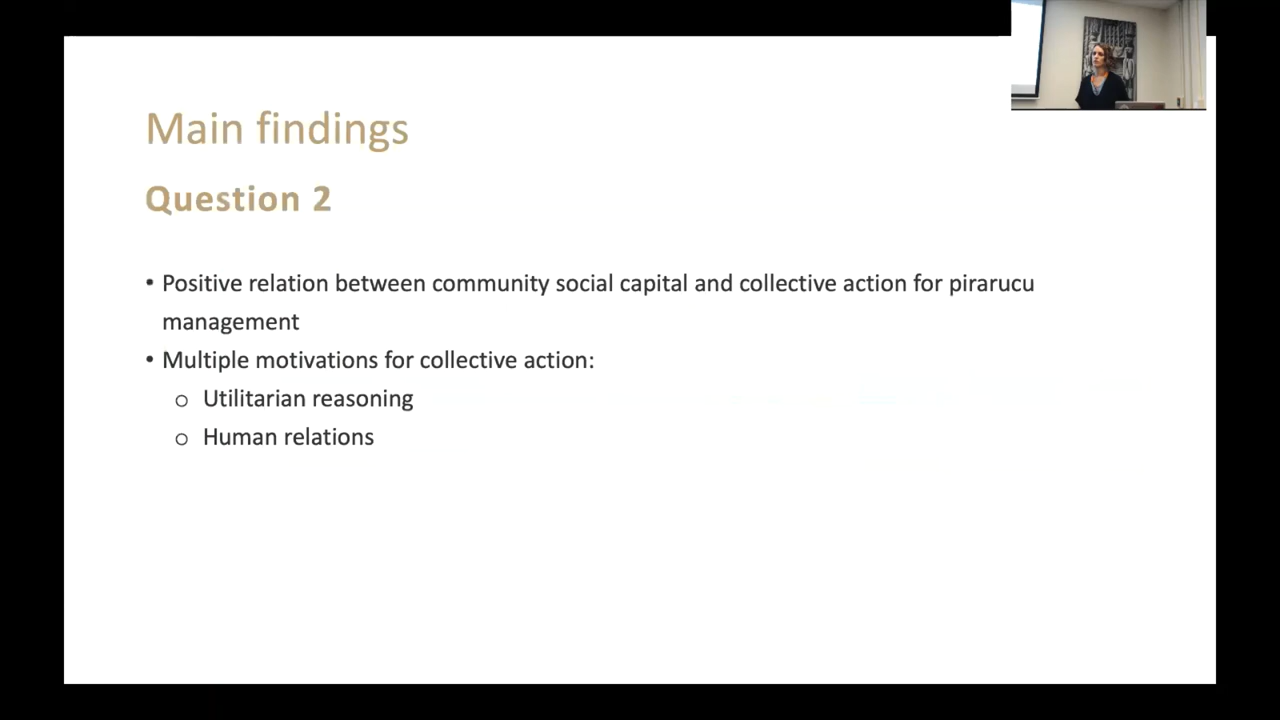 Main findings
Question 2
• Positive relation between community social capital and collective action for pirarucu
management
• Multiple motivations for collective action:
o Utilitarian reasoning
o Human relations